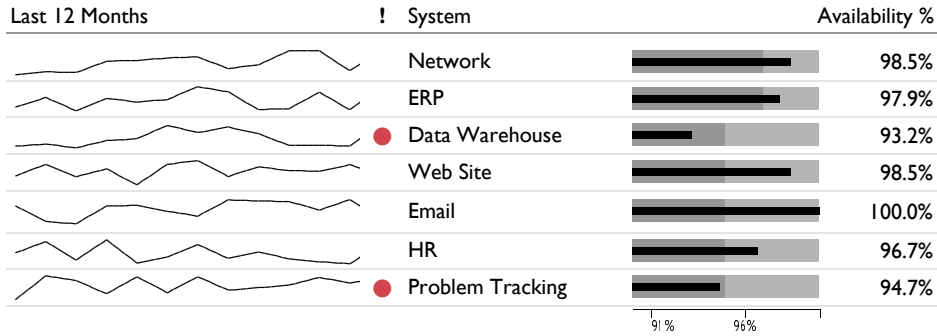 Last 12 Months ! System Availability %
Network 98.5%
ERP 97.9%
Data Warehouse 93.2%
Web Site 98.5%
Email 100.0%
HR 96.7%
Problem Tracking 94.7%
91% 96%